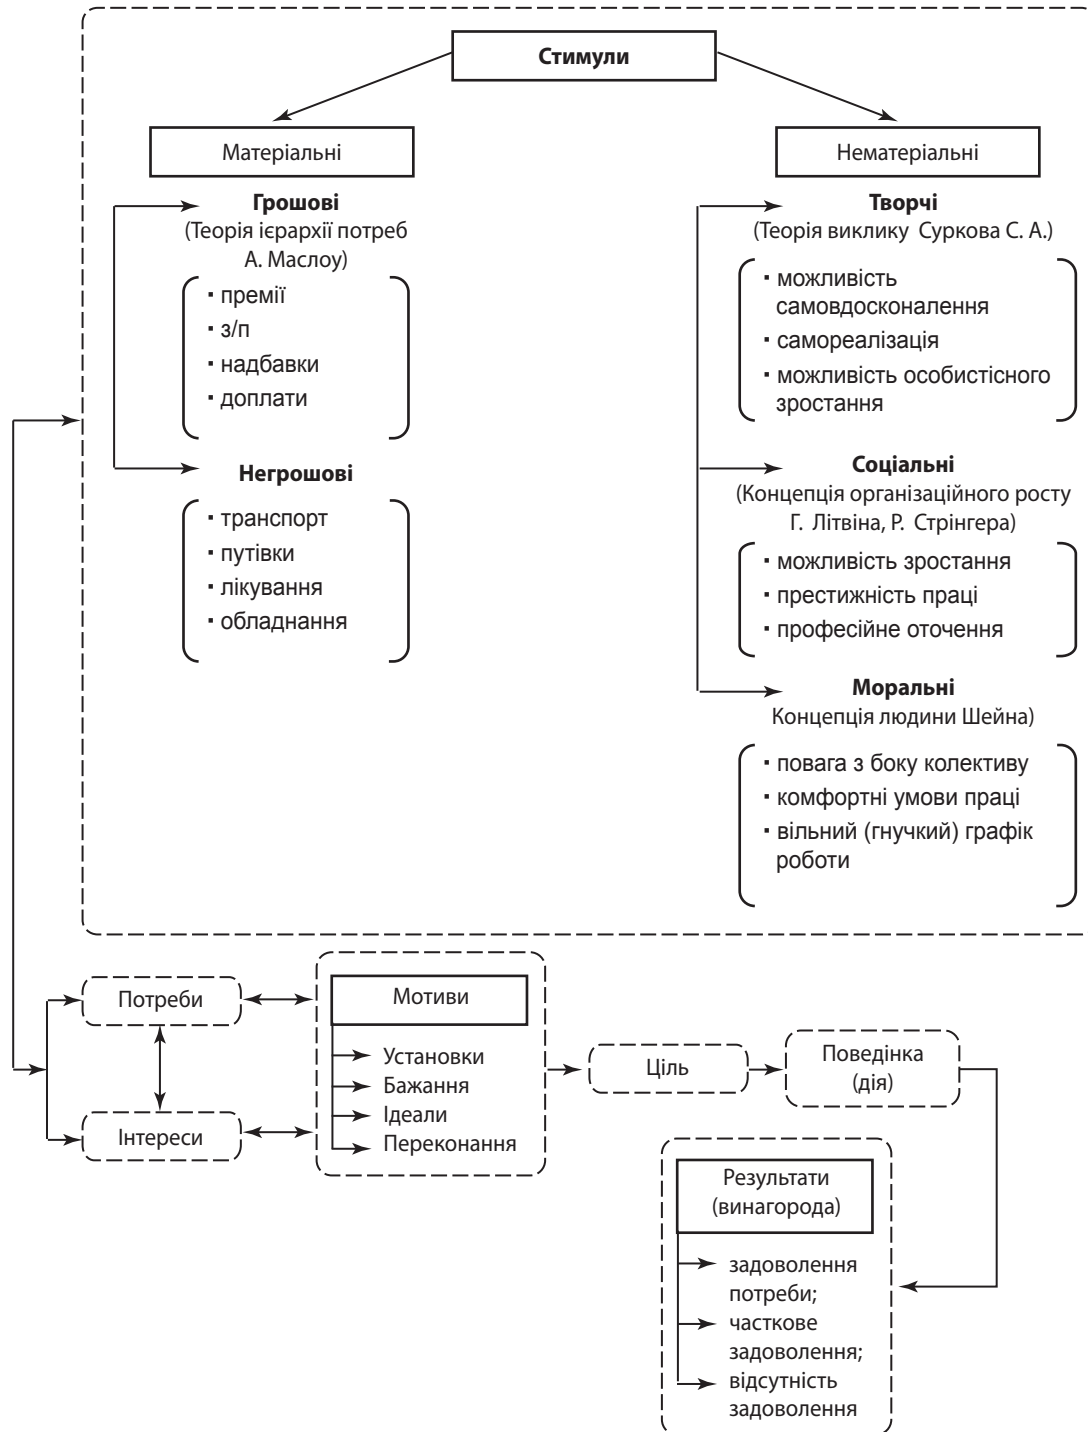 Стимули
Матеріальні
Грошові
(Теорія ієрархії потреб
А. Маслоу)
· премії
· з/п
· надбавки
· доплати
Негрошові
· транспорт
· путівки
· лікування
· обладнання
Нематеріальні
Творчі
(Теорія виклику Суркова С. А.)
· можливість
самовдосконалення
· самореалізація
· можливість особистісного
зростання
Соціальні
(Концепція організаційного росту
Г. Літвіна, Р. Стрінгера)
· можливість зростання
· престижність праці
· професійне оточення
Моральні
Концепція людини Шейна)
· повага з боку колективу
· комфортні умови праці
· вільний (гнучкий) графік
роботи
Потреби
Інтереси
Мотиви
Установки
Бажання
Ідеали
Переконання
Ціль
Поведінка
(дія)
Результати
(винагорода)
задоволення
потреби;
часткове
задоволення;
відсутність
задоволення